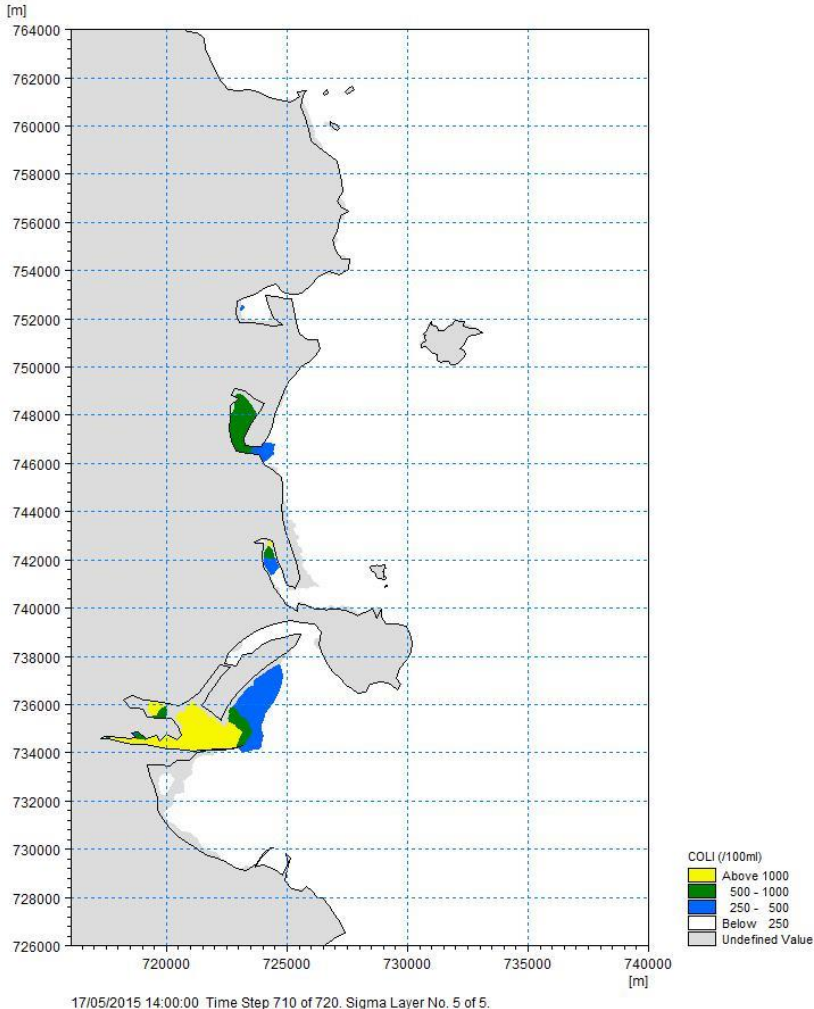 [m]
764000
762000
760000
758000
756000
754000
752000
750000
748000
746000
744000
742000
740000
738000
736000
734000
732000
730000
728000
726000
720000 725000 730000 735000 740000
[m]
COLI (/100ml)
Above 1000
500 - 1000
250 - 500
Below 250
Undefined Value
17/05/2015 14:00:00 Time Step 710 of 720. Sigma Layer No. 5 of 5.